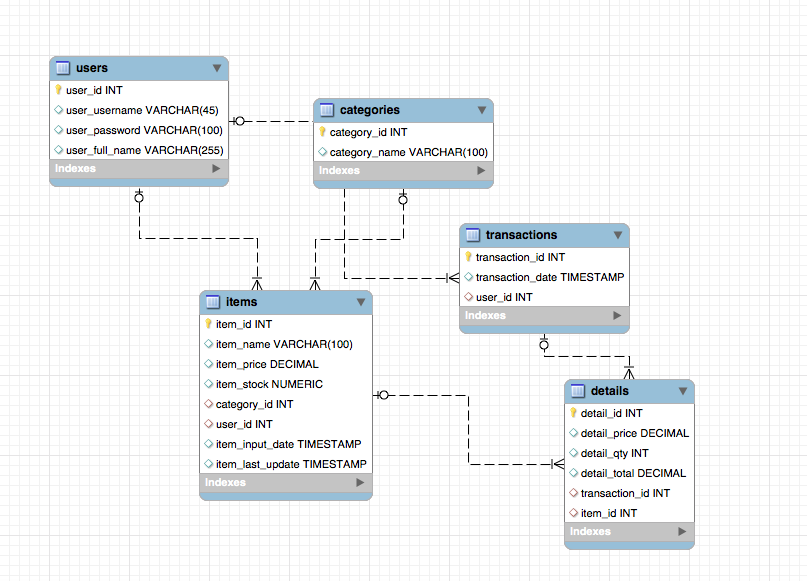 users
user_id INT
user_username VARCHAR(45)
user_password VARCHAR(100)
user_full_name VARCHAR(255)
Indexes
categories
category_id INT
category_name VARCHAR(100)
Indexes
transactions
transaction_id INT
transaction_date TIMESTAMP
user_id INT
Indexes
items
item_id INT
item_name VARCHAR(100)
item_price DECIMAL
item_stock NUMERIC
category_id INT
user_id INT
item_input_date TIMESTAMP
item_last_update TIMESTAMP
Indexes
details
detail_id INT
detail_price DECIMAL
detail_qty INT
detail_total DECIMAL
transaction_id INT
item_id INT
Indexes